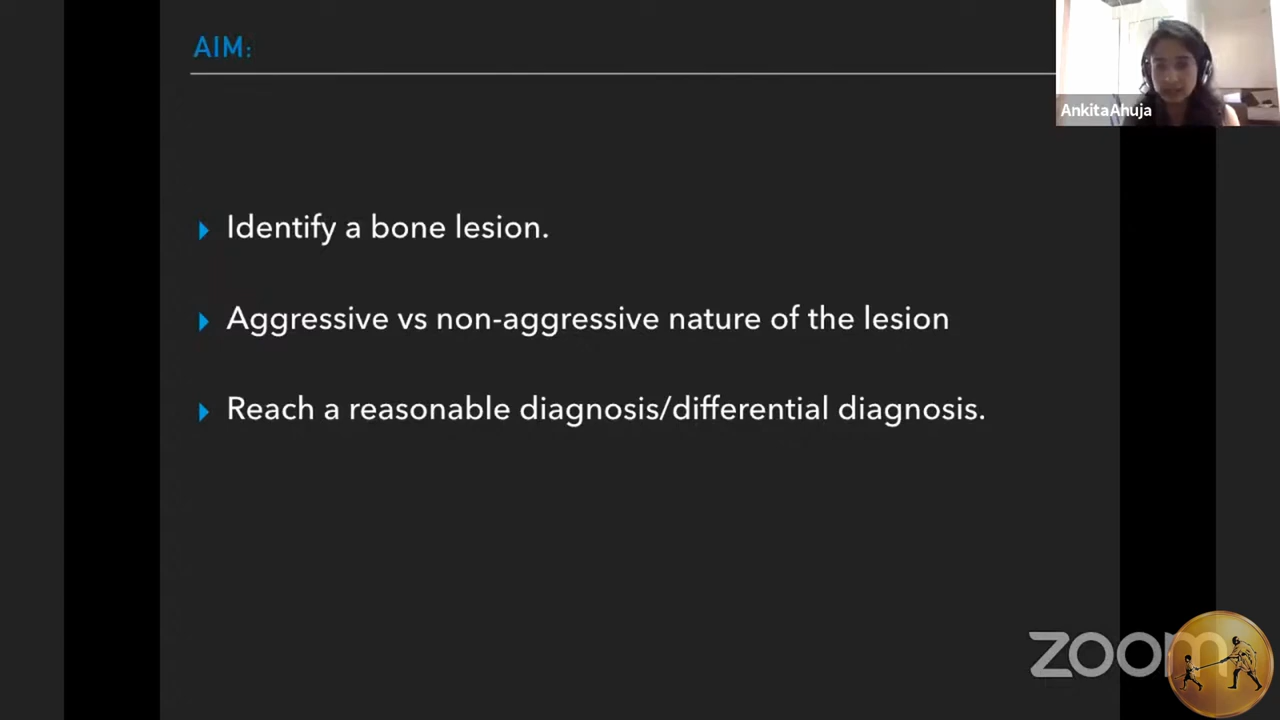 AIM:
AnkitaAhuja
Identify a bone lesion.
Aggressive vs non-aggressive nature of the lesion
Reach a reasonable diagnosis/differential diagnosis.
zoom